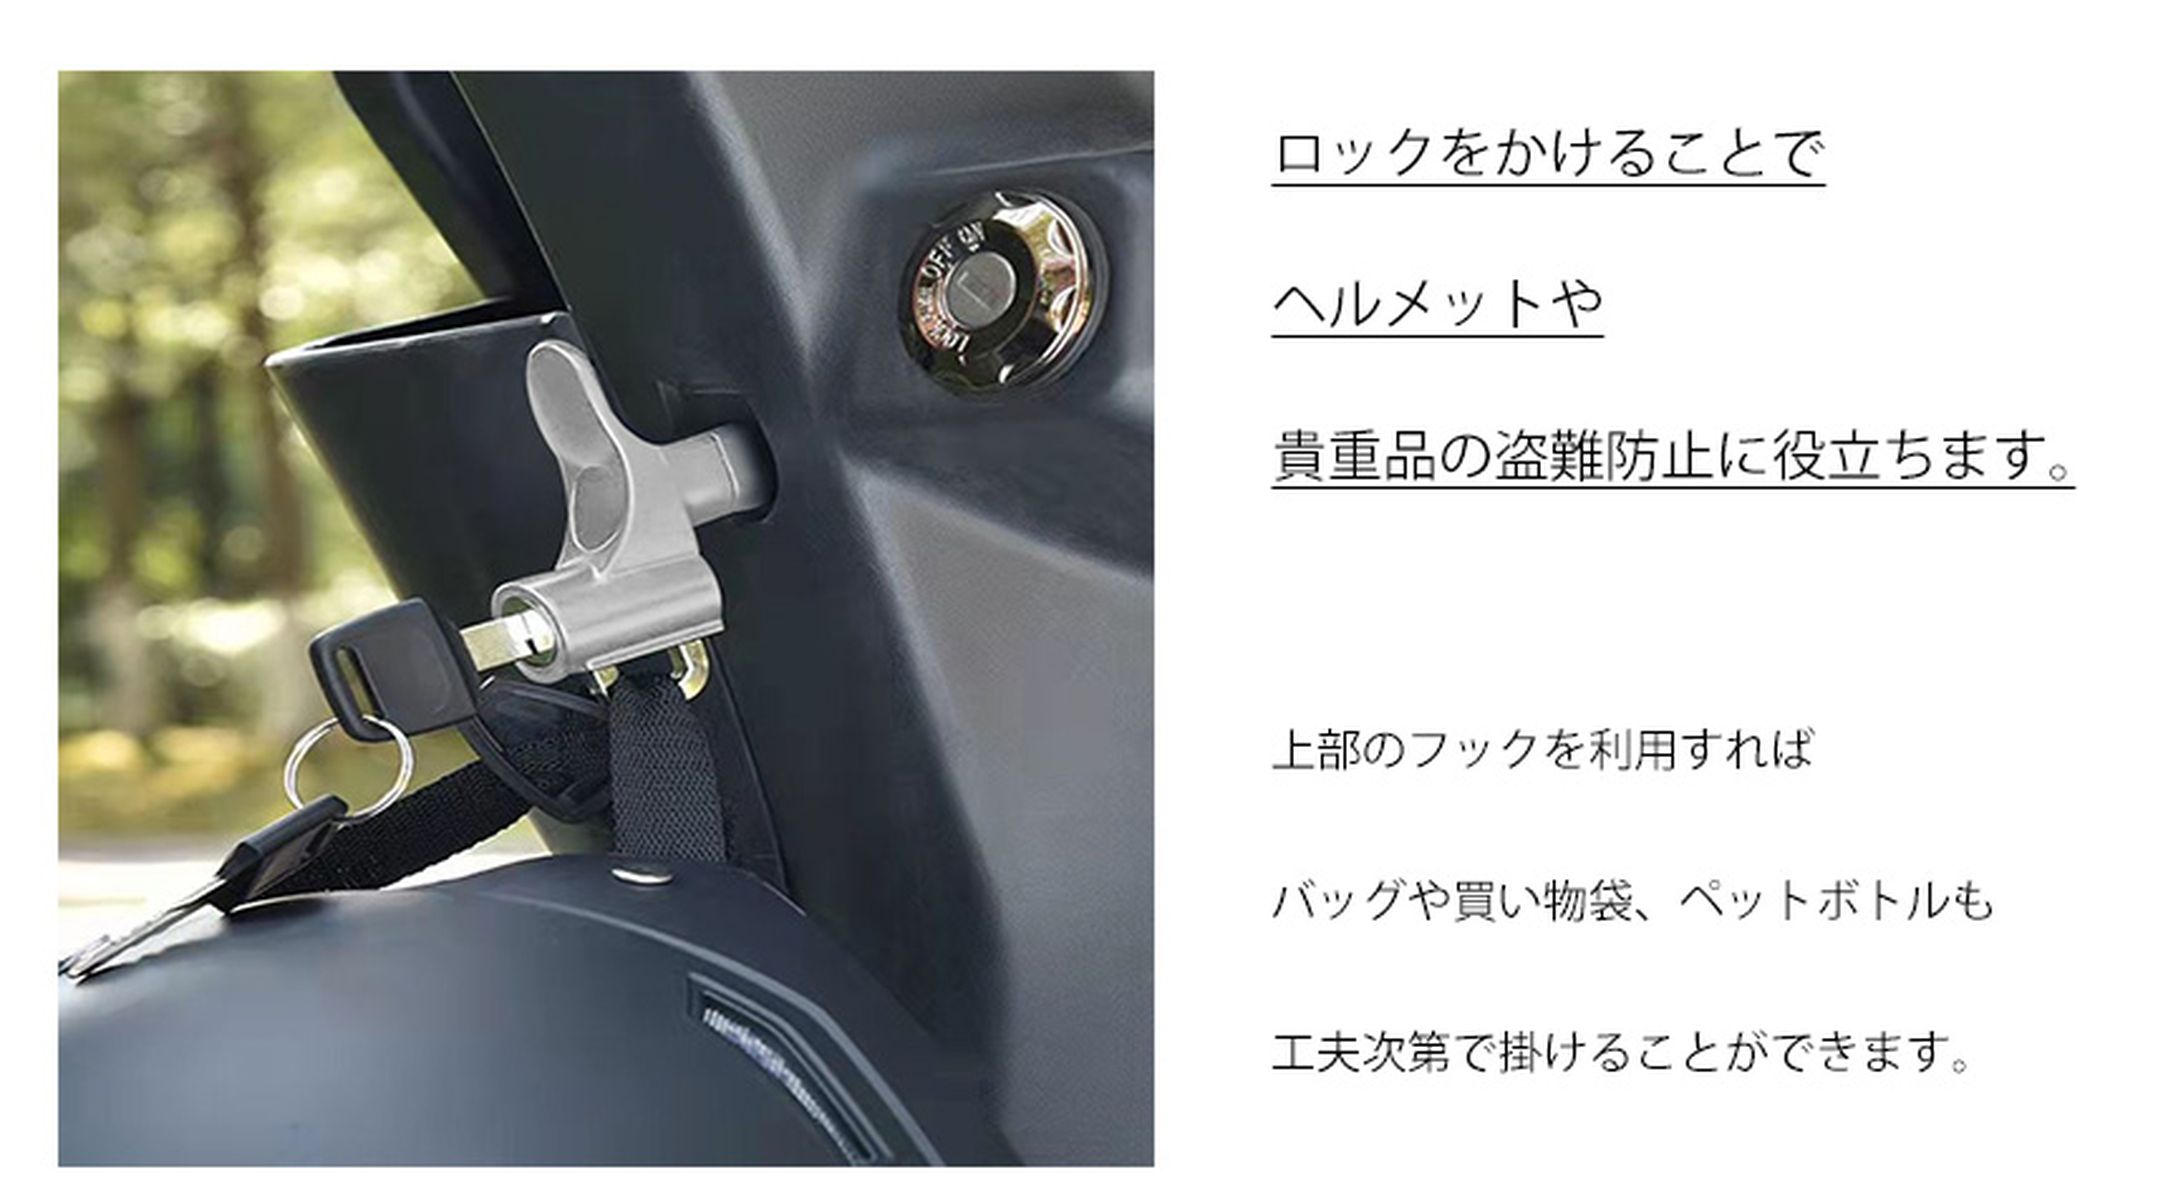 ロックをかけることで
ヘルメットや
貴重品の盗難防止に役立ちます。
上部のフックを利用すれば
バッグや買い物袋、ペットボトルも
工夫次第で掛けることができます。
OFF ON
LOCK